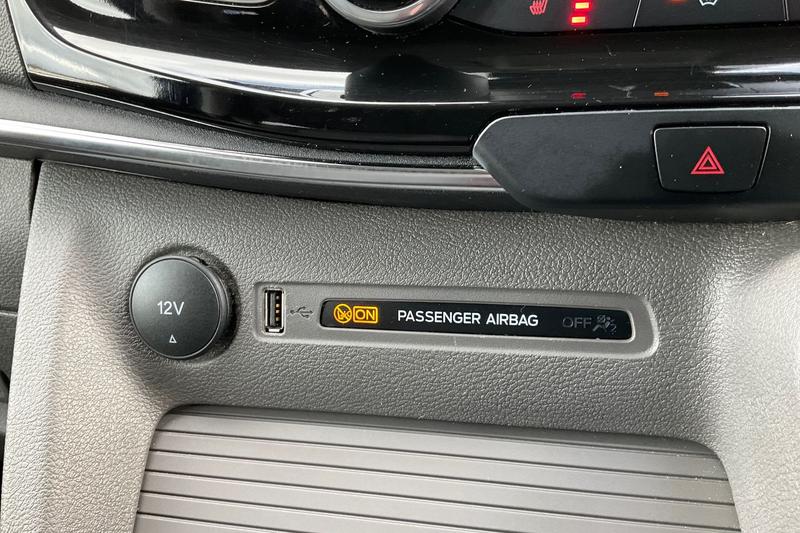 12V
ON PASSENGER AIRBAG OFF